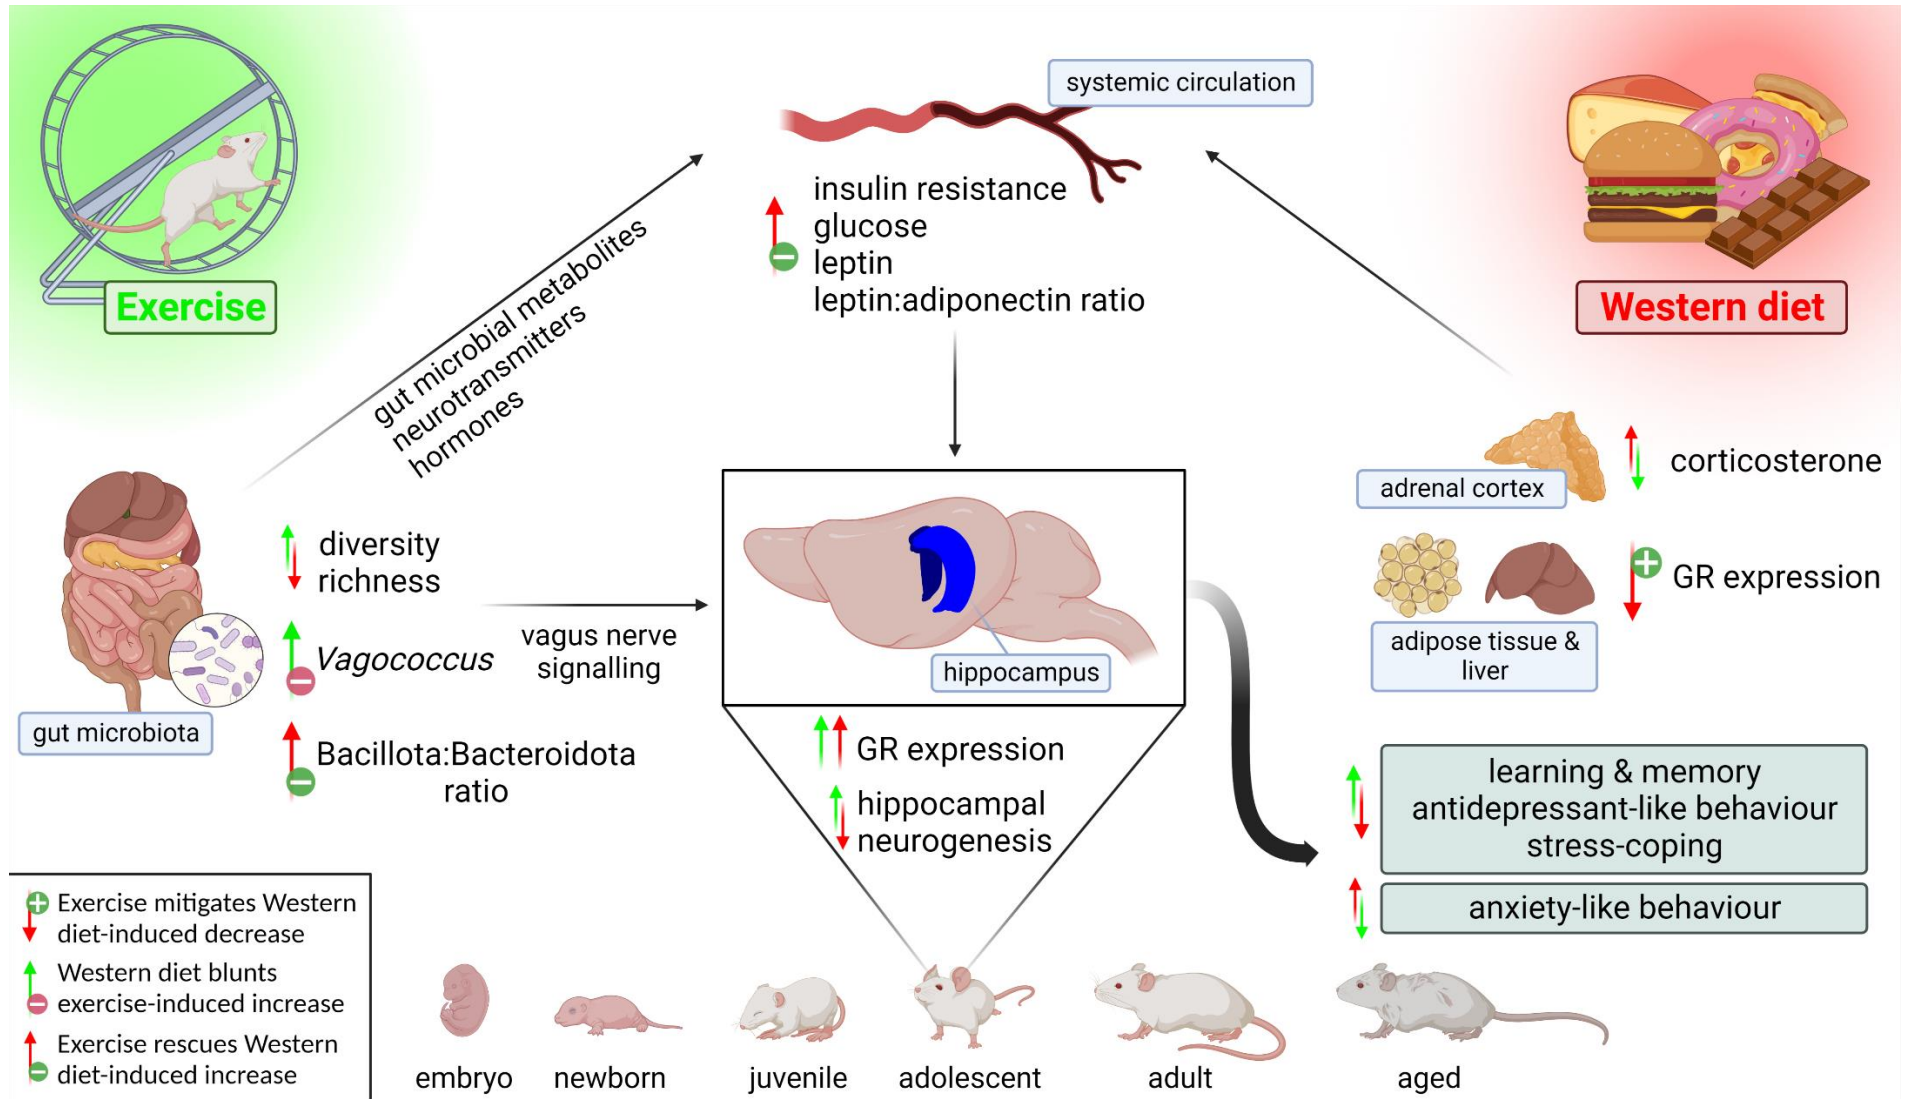 Exercise
systemic circulation
Western diet
insulin resistance
glucose
leptin
leptin:adiponectin ratio
gut microbial metabolites
neurotransmitters
hormones
gut microbiota
diversity
richness
Vagococcus
Bacillota:Bacteroidota
ratio
vagus nerve
signalling
hippocampus
GR expression
hippocampal
neurogenesis
adrenal cortex
corticosterone
adipose tissue &
liver
GR expression
learning & memory
antidepressant-like behaviour
stress-coping
anxiety-like behaviour
Exercise mitigates Western
diet-induced decrease
Western diet blunts
exercise-induced increase
Exercise rescues Western
diet-induced increase
embryo
newborn
juvenile
adolescent
adult
aged